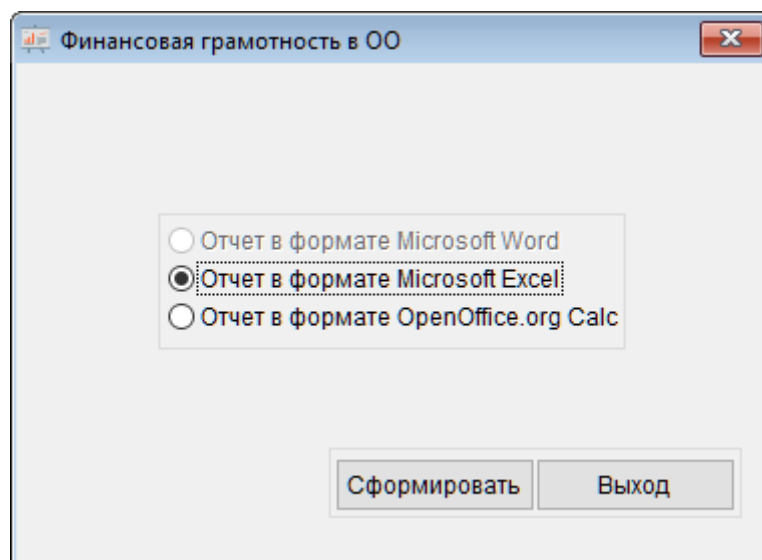 Финансовая грамотность в ОО
Отчет в формате Microsoft Word
Отчет в формате Microsoft Excel
Отчет в формате OpenOffice.org Calc
Сформировать
Выход